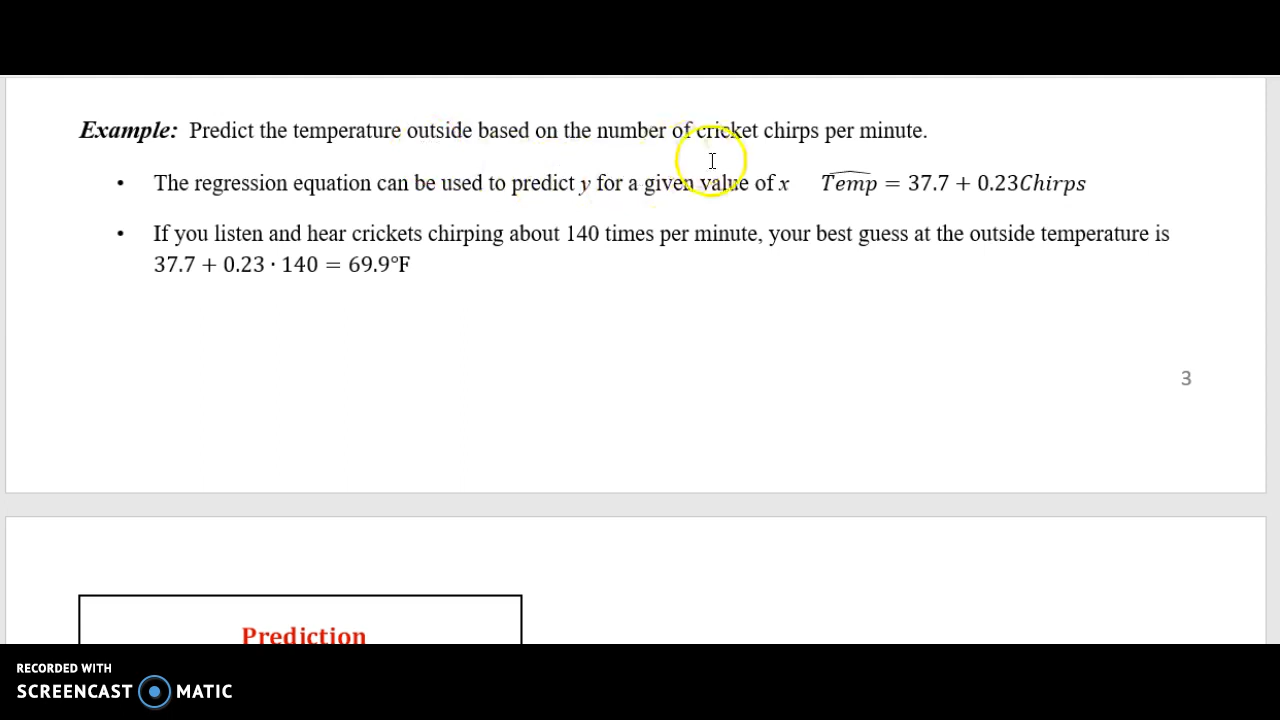 Example: Predict the temperature outside based on the number of cricket chirps per minute.
• The regression equation can be used to predict y for a given value of x T͡emp = 37.7 + 0.23Chirps
• If you listen and hear crickets chirping about 140 times per minute, your best guess at the outside temperature is
37.7 + 0.23 · 140 = 69.9°F
3
Prediction
RECORDED WITH
SCREENCAST MATIC